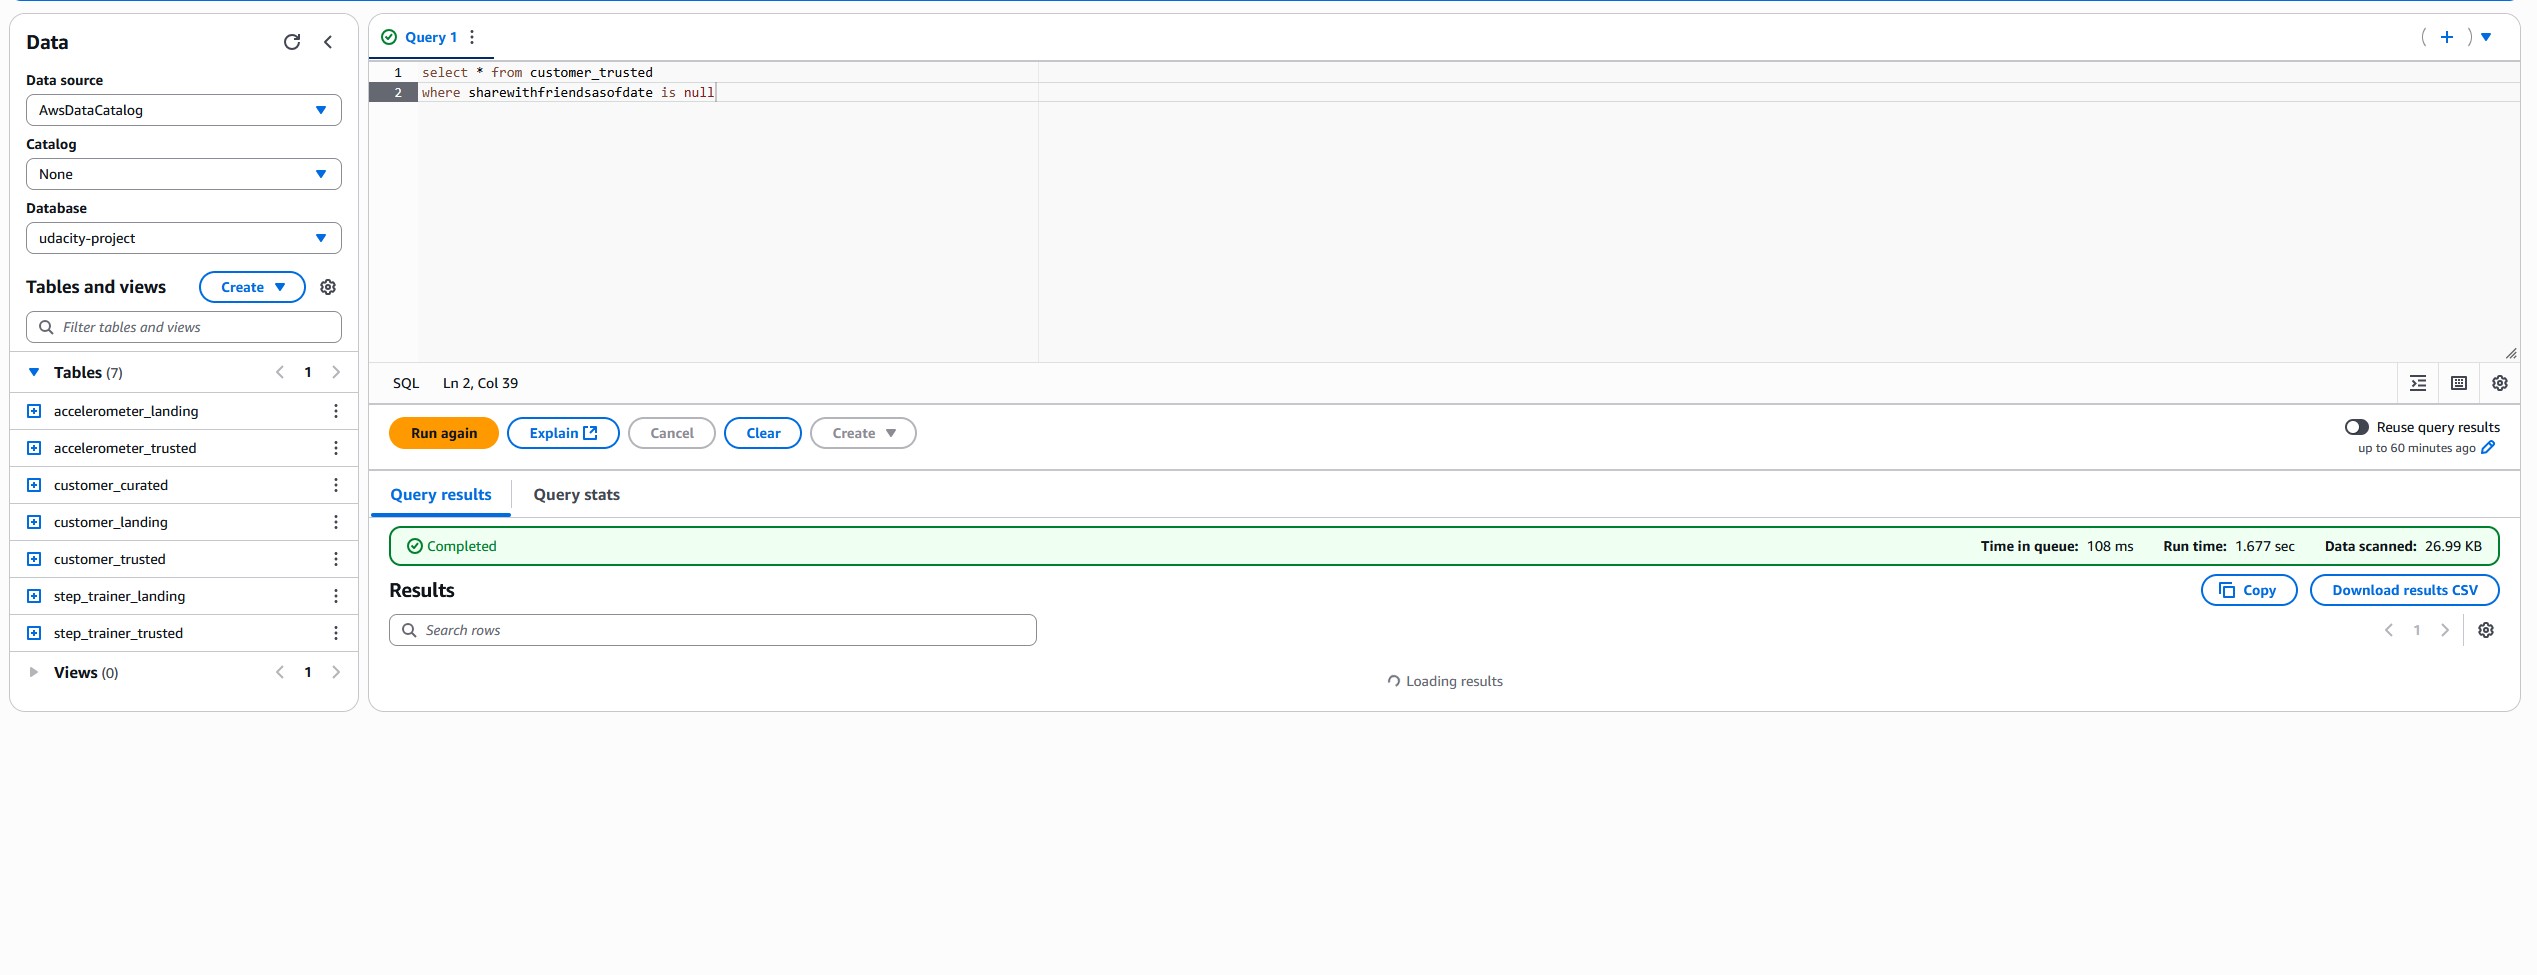 Data
Data source
AwsDataCatalog
Catalog
None
Database
udacity-project
Tables and views
Create
Filter tables and views
Tables (7)
1
accelerometer_landing
accelerometer_trusted
customer_curated
customer_landing
customer_trusted
step_trainer_landing
step_trainer_trusted
Views (0)
1
Query 1
1 select * from customer_trusted
2 where sharewithfriendsasofdate is null
SQL Ln 2, Col 39
Run again Explain Cancel Clear Create
Reuse query results
up to 60 minutes ago
Query results Query stats
Completed Time in queue: 108 ms Run time: 1.677 sec Data scanned: 26.99 KB
Results Copy Download results CSV
Search rows 1
Loading results